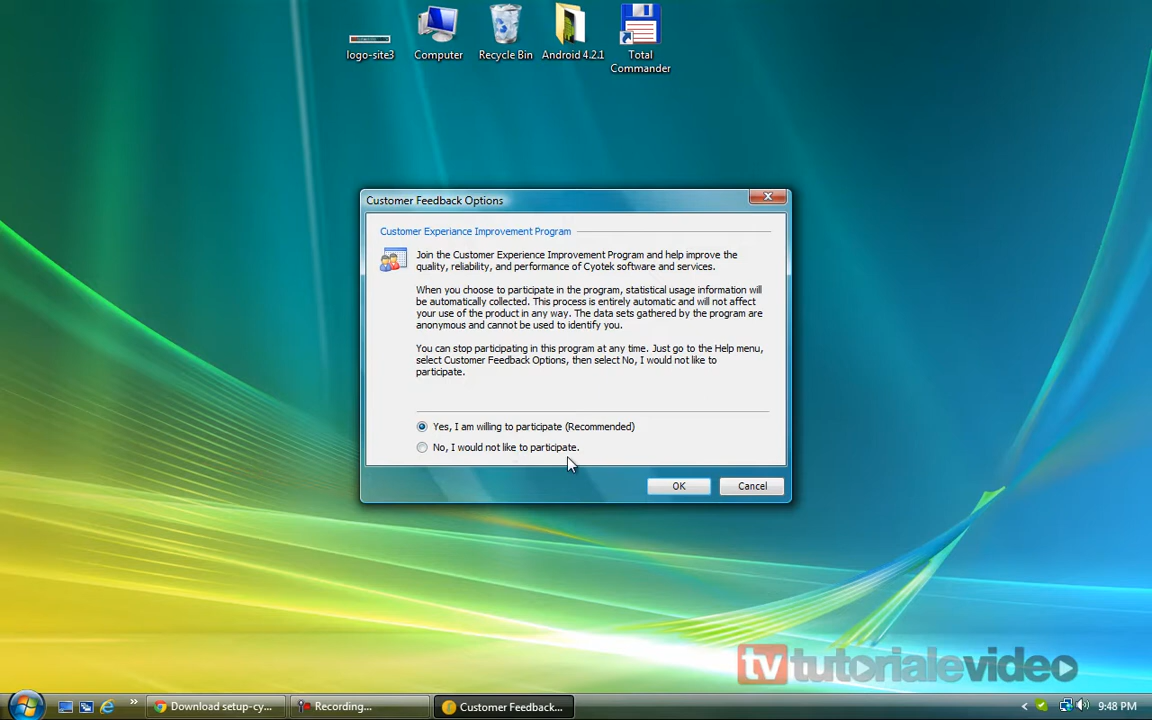 logo-site3
Computer
Recycle Bin
Android 4.2.1
Total
Commander
Customer Feedback Options
Customer Experiance Improvement Program
Join the Customer Experience Improvement Program and help improve the
quality, reliability, and performance of Cyotek software and services.
When you choose to participate in the program, statistical usage information will
be automatically collected. This process is entirely automatic and will not affect
your use of the product in any way. The data sets gathered by the program are
anonymous and cannot be used to identify you.
You can stop participating in this program at any time. Just go to the Help menu,
select Customer Feedback Options, then select No, I would not like to
participate.
Yes, I am willing to participate (Recommended)
No, I would not like to participate.
OK
Cancel
tv tutorialevideo
Download setup-cy...
Recording...
Customer Feedback...
9:48 PM